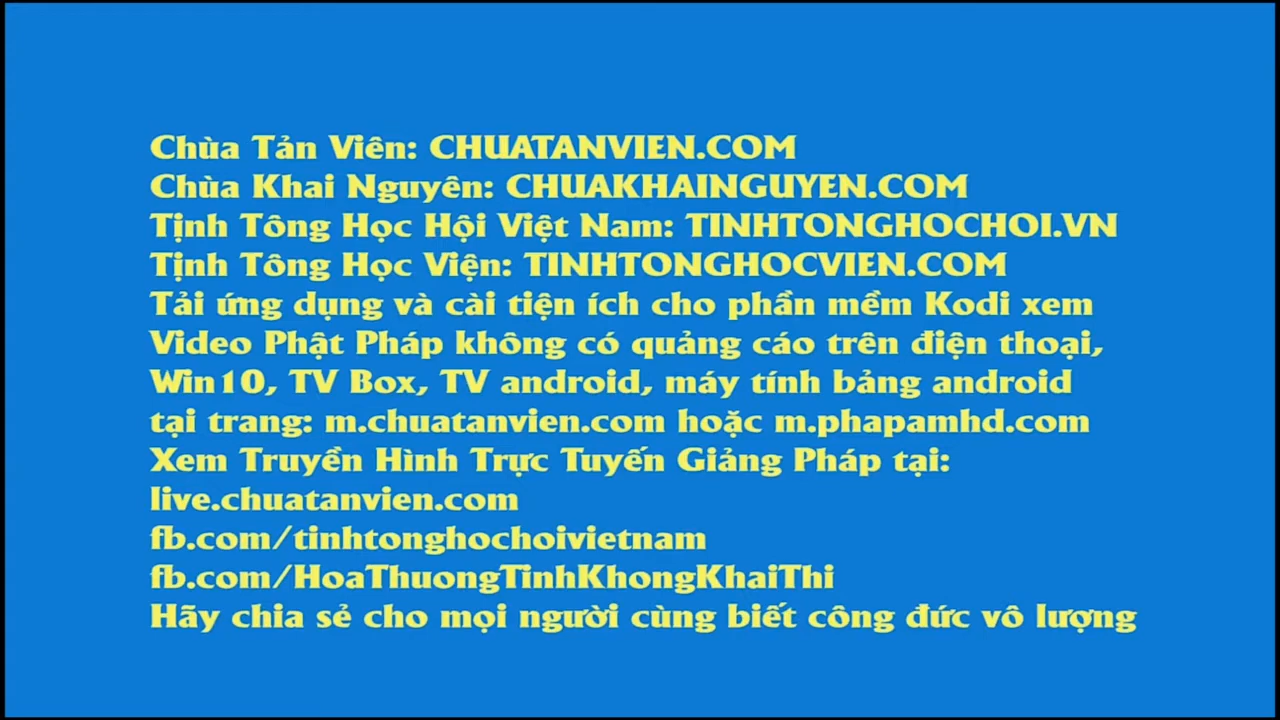 Chùa Tản Viên: CHUATANVIEN.COM
Chùa Khai Nguyên: CHUAKHAINGUYEN.COM
Tịnh Tông Học Hội Việt Nam: TINHTONGHOCHOI.VN
Tịnh Tông Học Viện: TINHTONGHOCVIEN.COM
Tải ứng dụng và cài tiện ích cho phần mềm Kodi xem
Video Phật Pháp không có quảng cáo trên điện thoại,
Win10, TV Box, TV android, máy tính bảng android
tại trang: m.chuatanvien.com hoặc m.phapamhd.com
Xem Truyền Hình Trực Tuyến Giảng Pháp tại:
live.chuatanvien.com
fb.com/tinhtonghochoivietnam
fb.com/HoaThuongTinhKhongKhaiThi
Hãy chia sẻ cho mọi người cùng biết công đức vô lượng